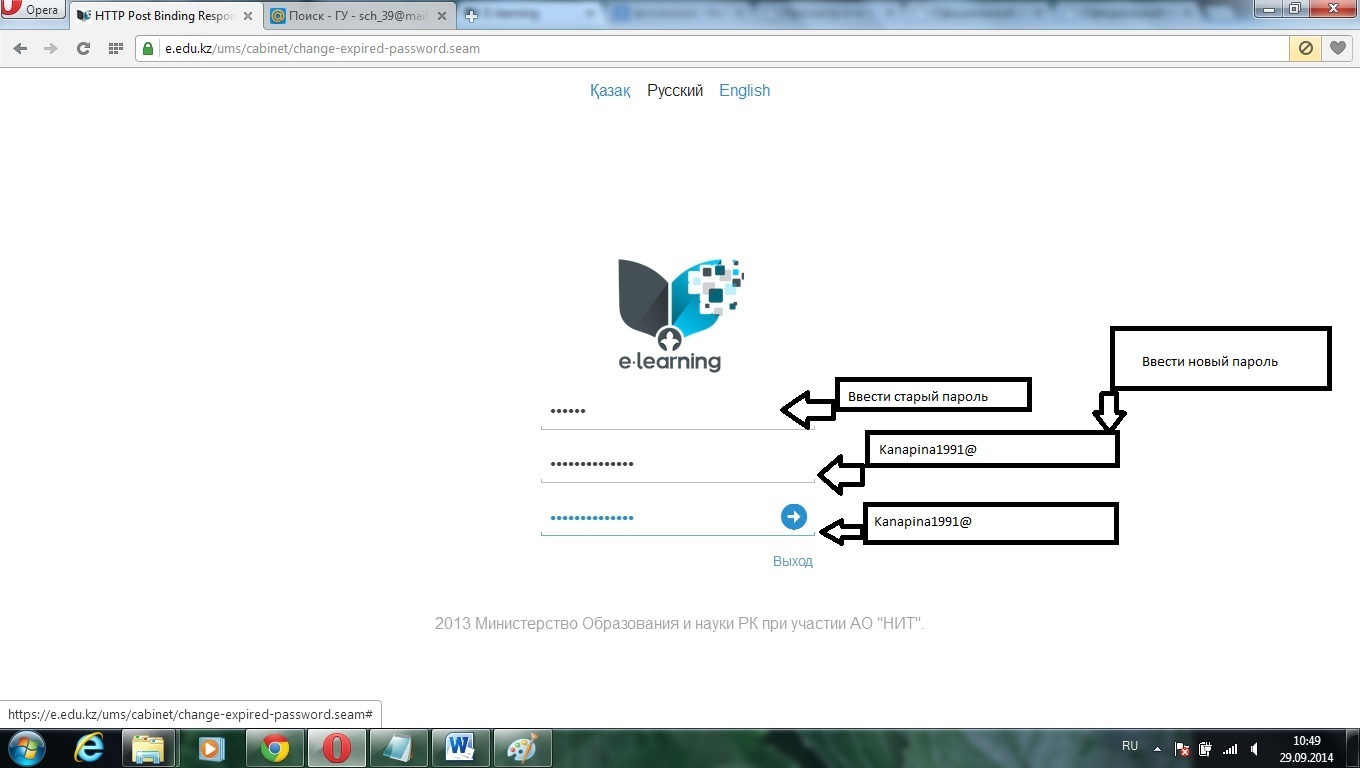 Opera
HTTP Post Binding Respor
Поиск - ГУ - sch_39@mail
E-learning
e.edu.kz/ums/cabinet/change-expired-password.seam
Қазақ Русский English
e·learning
Ввести новый пароль
Ввести старый пароль
Kanapina1991@
Kanapina1991@
Выход
2013 Министерство Образования и науки РК при участии АО "НИТ".
https://e.edu.kz/ums/cabinet/change-expired-password.seam#
RU
10:49
29.09.2014